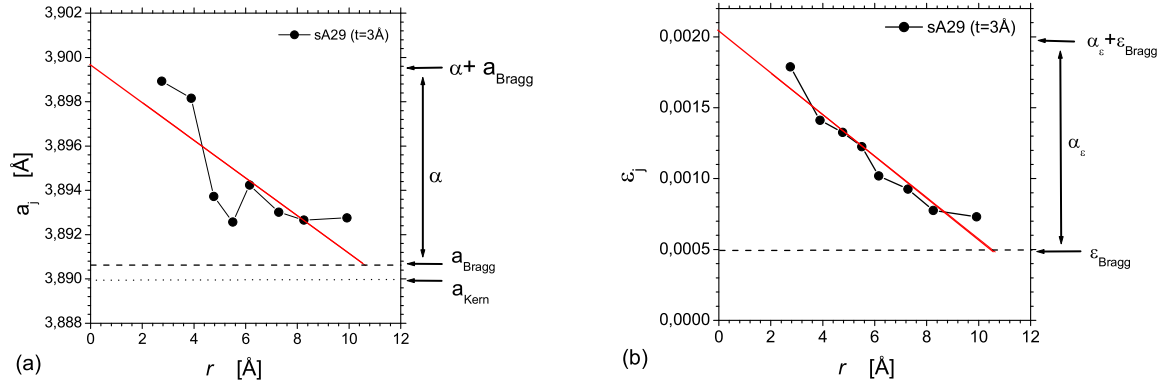 3,902
3,900
3,898
3,896
3,894
3,892
3,890
3,888
a_j [Å]
0 2 4 6 8 10 12
r [Å]
sA29 (t=3Å)
α+ a_Bragg
α
a_Bragg
a_Kern
(a)
0,0020
0,0015
0,0010
0,0005
0,0000
ε_j
0 2 4 6 8 10 12
r [Å]
sA29 (t=3Å)
α_ε+ε_Bragg
α_ε
ε_Bragg
(b)